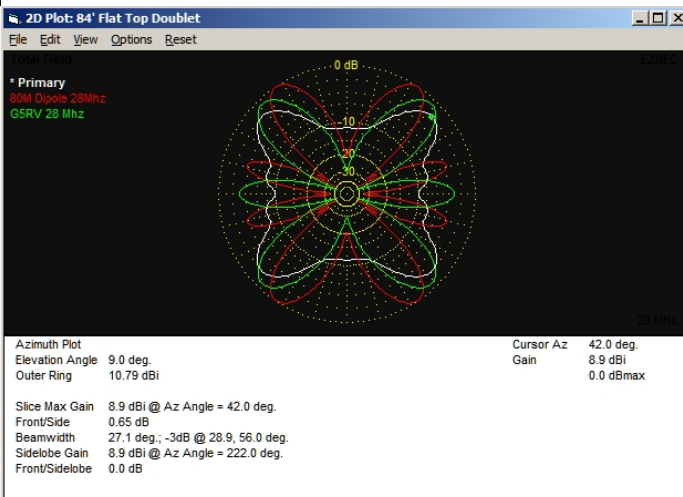 2D Plot: 84' Flat Top Doublet
File Edit View Options Reset
Total Field
EZNEC
0 dB
* Primary
80M Dipole 28Mhz
G5RV 28 Mhz
-10
-20
-30
28 MHz
Azimuth Plot
Elevation Angle 9.0 deg.
Outer Ring 10.79 dBi
Cursor Az 42.0 deg.
Gain 8.9 dBi
0.0 dBmax
Slice Max Gain 8.9 dBi @ Az Angle = 42.0 deg.
Front/Side 0.65 dB
Beamwidth 27.1 deg.; -3dB @ 28.9, 56.0 deg.
Sidelobe Gain 8.9 dBi @ Az Angle = 222.0 deg.
Front/Sidelobe 0.0 dB